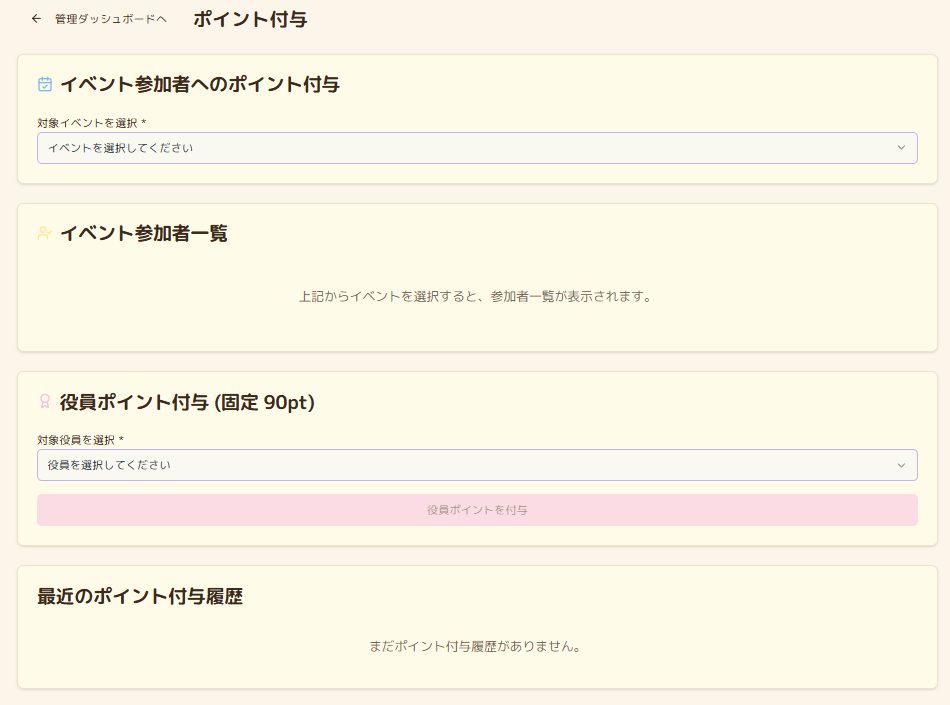 ← 管理ダッシュボードへ ポイント付与
イベント参加者へのポイント付与
対象イベントを選択 *
イベントを選択してください
イベント参加者一覧
上記からイベントを選択すると、参加者一覧が表示されます。
役員ポイント付与 (固定 90pt)
対象役員を選択 *
役員を選択してください
役員ポイントを付与
最近のポイント付与履歴
まだポイント付与履歴がありません。